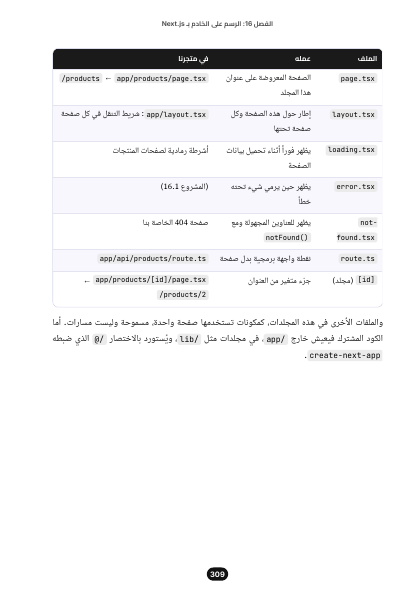 الفصل 16: الرسم على الخادم بـ Next.js
الملف عمله في متجرنا
page.tsx الصفحة المعروضة على عنوان app/products/page.tsx ← /products
هذا المجلد
layout.tsx إطار حول هذه الصفحة وكل app/layout.tsx: شريط التنقل في كل صفحة
صفحة تحتها
loading.tsx يظهر فوراً أثناء تحميل بيانات أشرطة رمادية لصفحات المنتجات
الصفحة
error.tsx يظهر حين يرمي شيء تحته (المشروع 16.1)
خطأ
not- يظهر للعناوين المجهولة ومع صفحة 404 الخاصة بنا
found.tsx notFound()
route.ts نقطة واجهة برمجية بدل صفحة app/api/products/route.ts
[id] (مجلد) جزء متغير من العنوان app/products/[id]/page.tsx ←
/products/2
والملفات الأخرى في هذه المجلدات، كمكونات تستخدمها صفحة واحدة، مسموحة وليست مسارات. أما
الكود المشترك فيعيش خارج app/، في مجلدات مثل lib/، ويُستورد بالاختصار @/ الذي ضبطه
create-next-app.
309